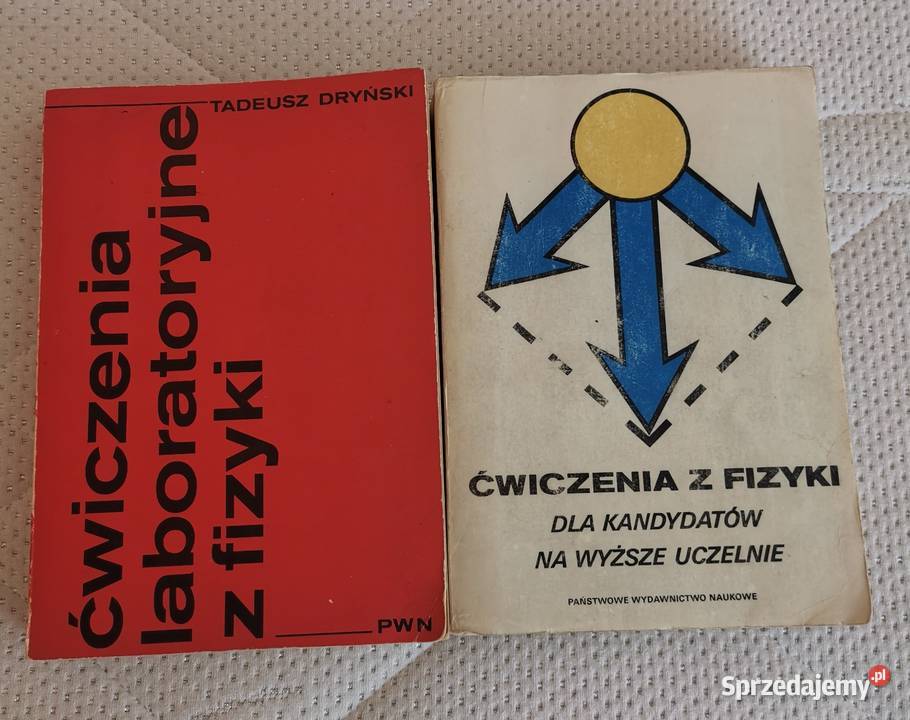 TADEUSZ DRYŃSKI
ćwiczenia
laboratoryjne
z fizyki
PWN
ĆWICZENIA Z FIZYKI
DLA KANDYDATÓW
NA WYŻSZE UCZELNIE
PAŃSTWOWE WYDAWNICTWO NAUKOWE
Sprzedajemy.pl